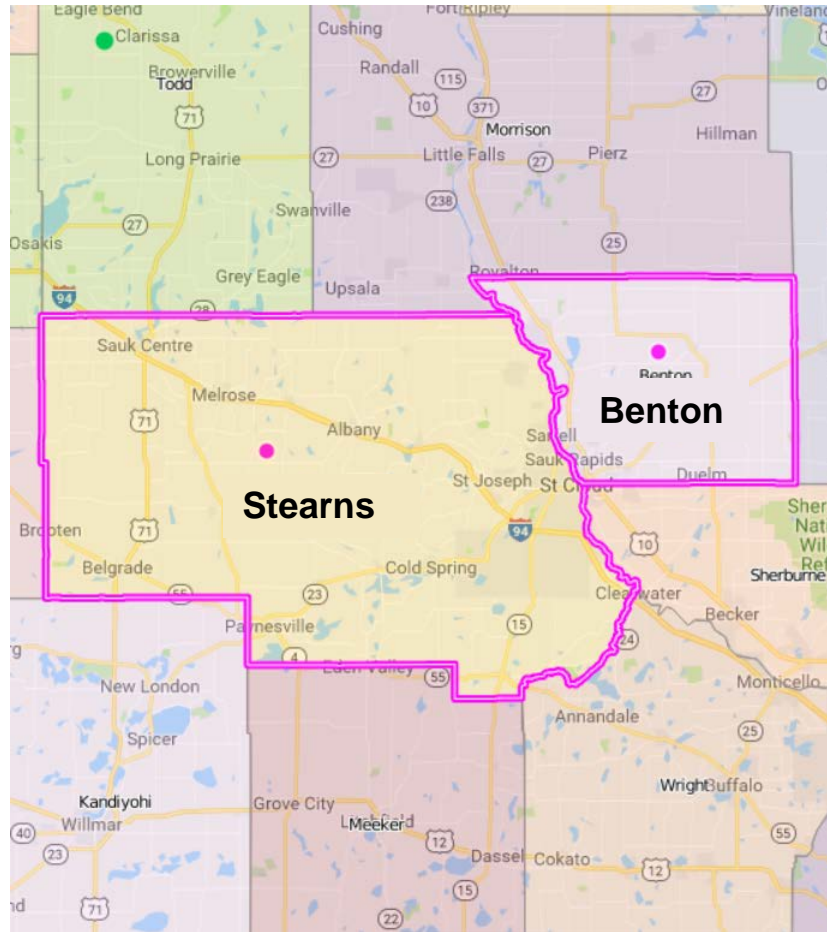 Eagle Bend
Fort Ripley
Vineland
Clarissa
Cushing
Browerville
Todd
Randall
115
10
371
27
71
Morrison
Hillman
Long Prairie
27
Little Falls
27
Pierz
Swanville
238
27
25
Osakis
Grey Eagle
Upsala
Royalton
94
28
Sauk Centre
Benton
Melrose
Benton
71
Albany
Sartell
Sauk Rapids
St Joseph
St Cloud
Duelm
Stearns
94
Brooten
71
10
Belgrade
Cold Spring
Sherburne
55
23
Clearwater
Becker
Paynesville
15
24
4
Eden Valley
55
New London
Monticello
Annandale
25
Spicer
Kandiyohi
Grove City
Wright
Buffalo
40
Willmar
Meeker
12
55
23
Dassel
Cokato
12
15
71
22